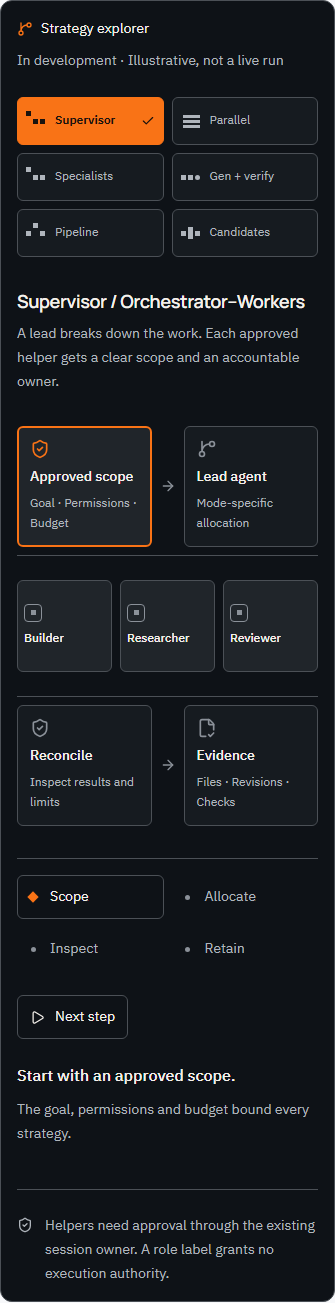 Strategy explorer
In development · Illustrative, not a live run
Supervisor
Parallel
Specialists
Gen + verify
Pipeline
Candidates
Supervisor / Orchestrator–Workers
A lead breaks down the work. Each approved
helper gets a clear scope and an accountable
owner.
Approved scope
Goal · Permissions ·
Budget
Lead agent
Mode-specific
allocation
Builder
Researcher
Reviewer
Reconcile
Inspect results and
limits
Evidence
Files · Revisions ·
Checks
Scope
Allocate
Inspect
Retain
Next step
Start with an approved scope.
The goal, permissions and budget bound every
strategy.
Helpers need approval through the existing
session owner. A role label grants no
execution authority.